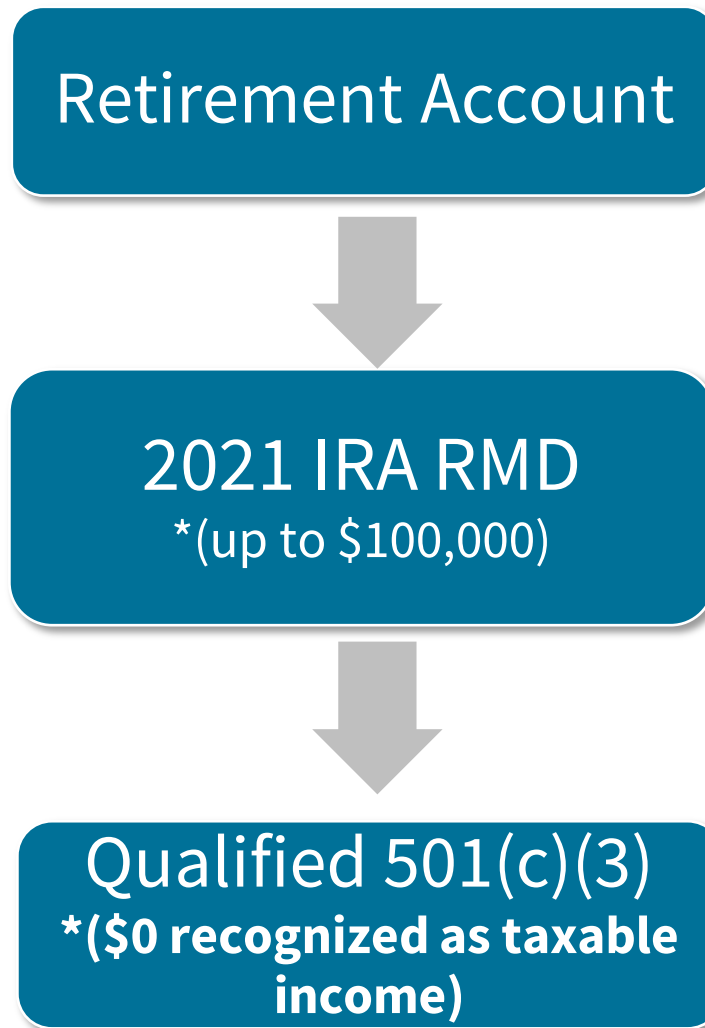 Retirement Account
2021 IRA RMD
*(up to $100,000)
Qualified 501(c)(3)
*($0 recognized as taxable
income)